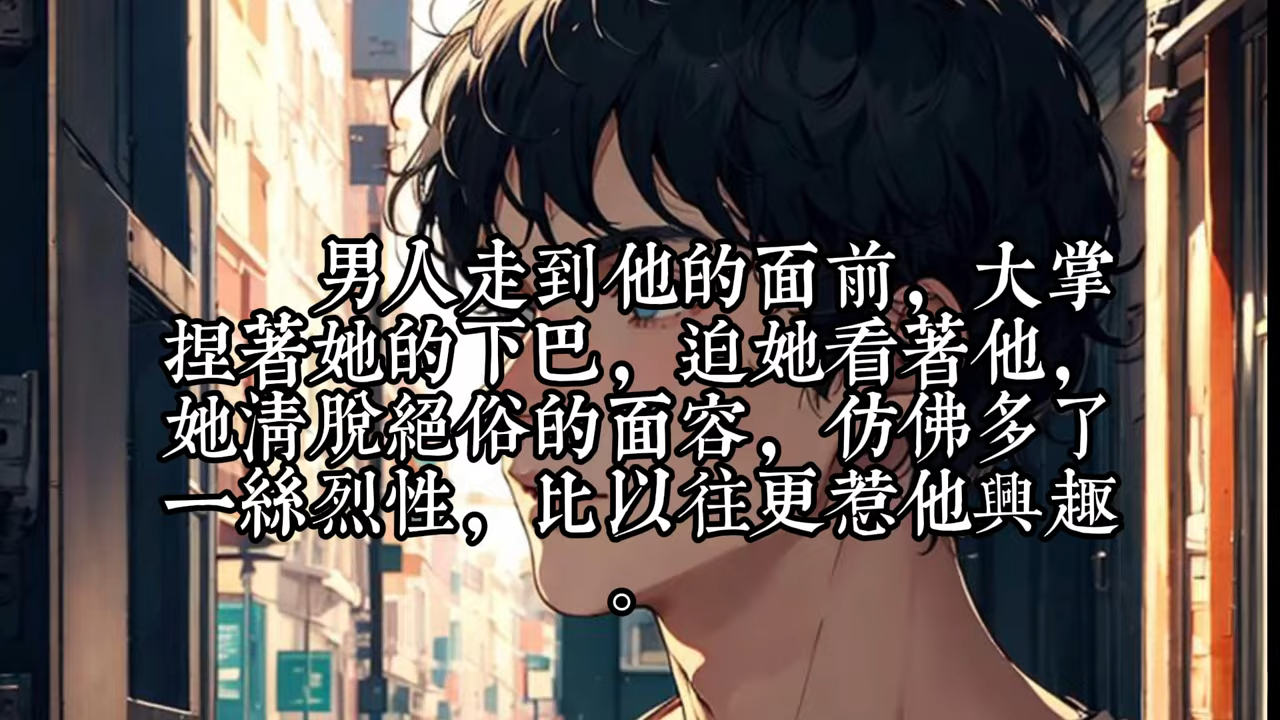 男人走到他的面前，大掌
捏著她的下巴，迫她看著他，
她清脫絕俗的面容，仿佛多了
一絲烈性，比以往更惹他興趣
。